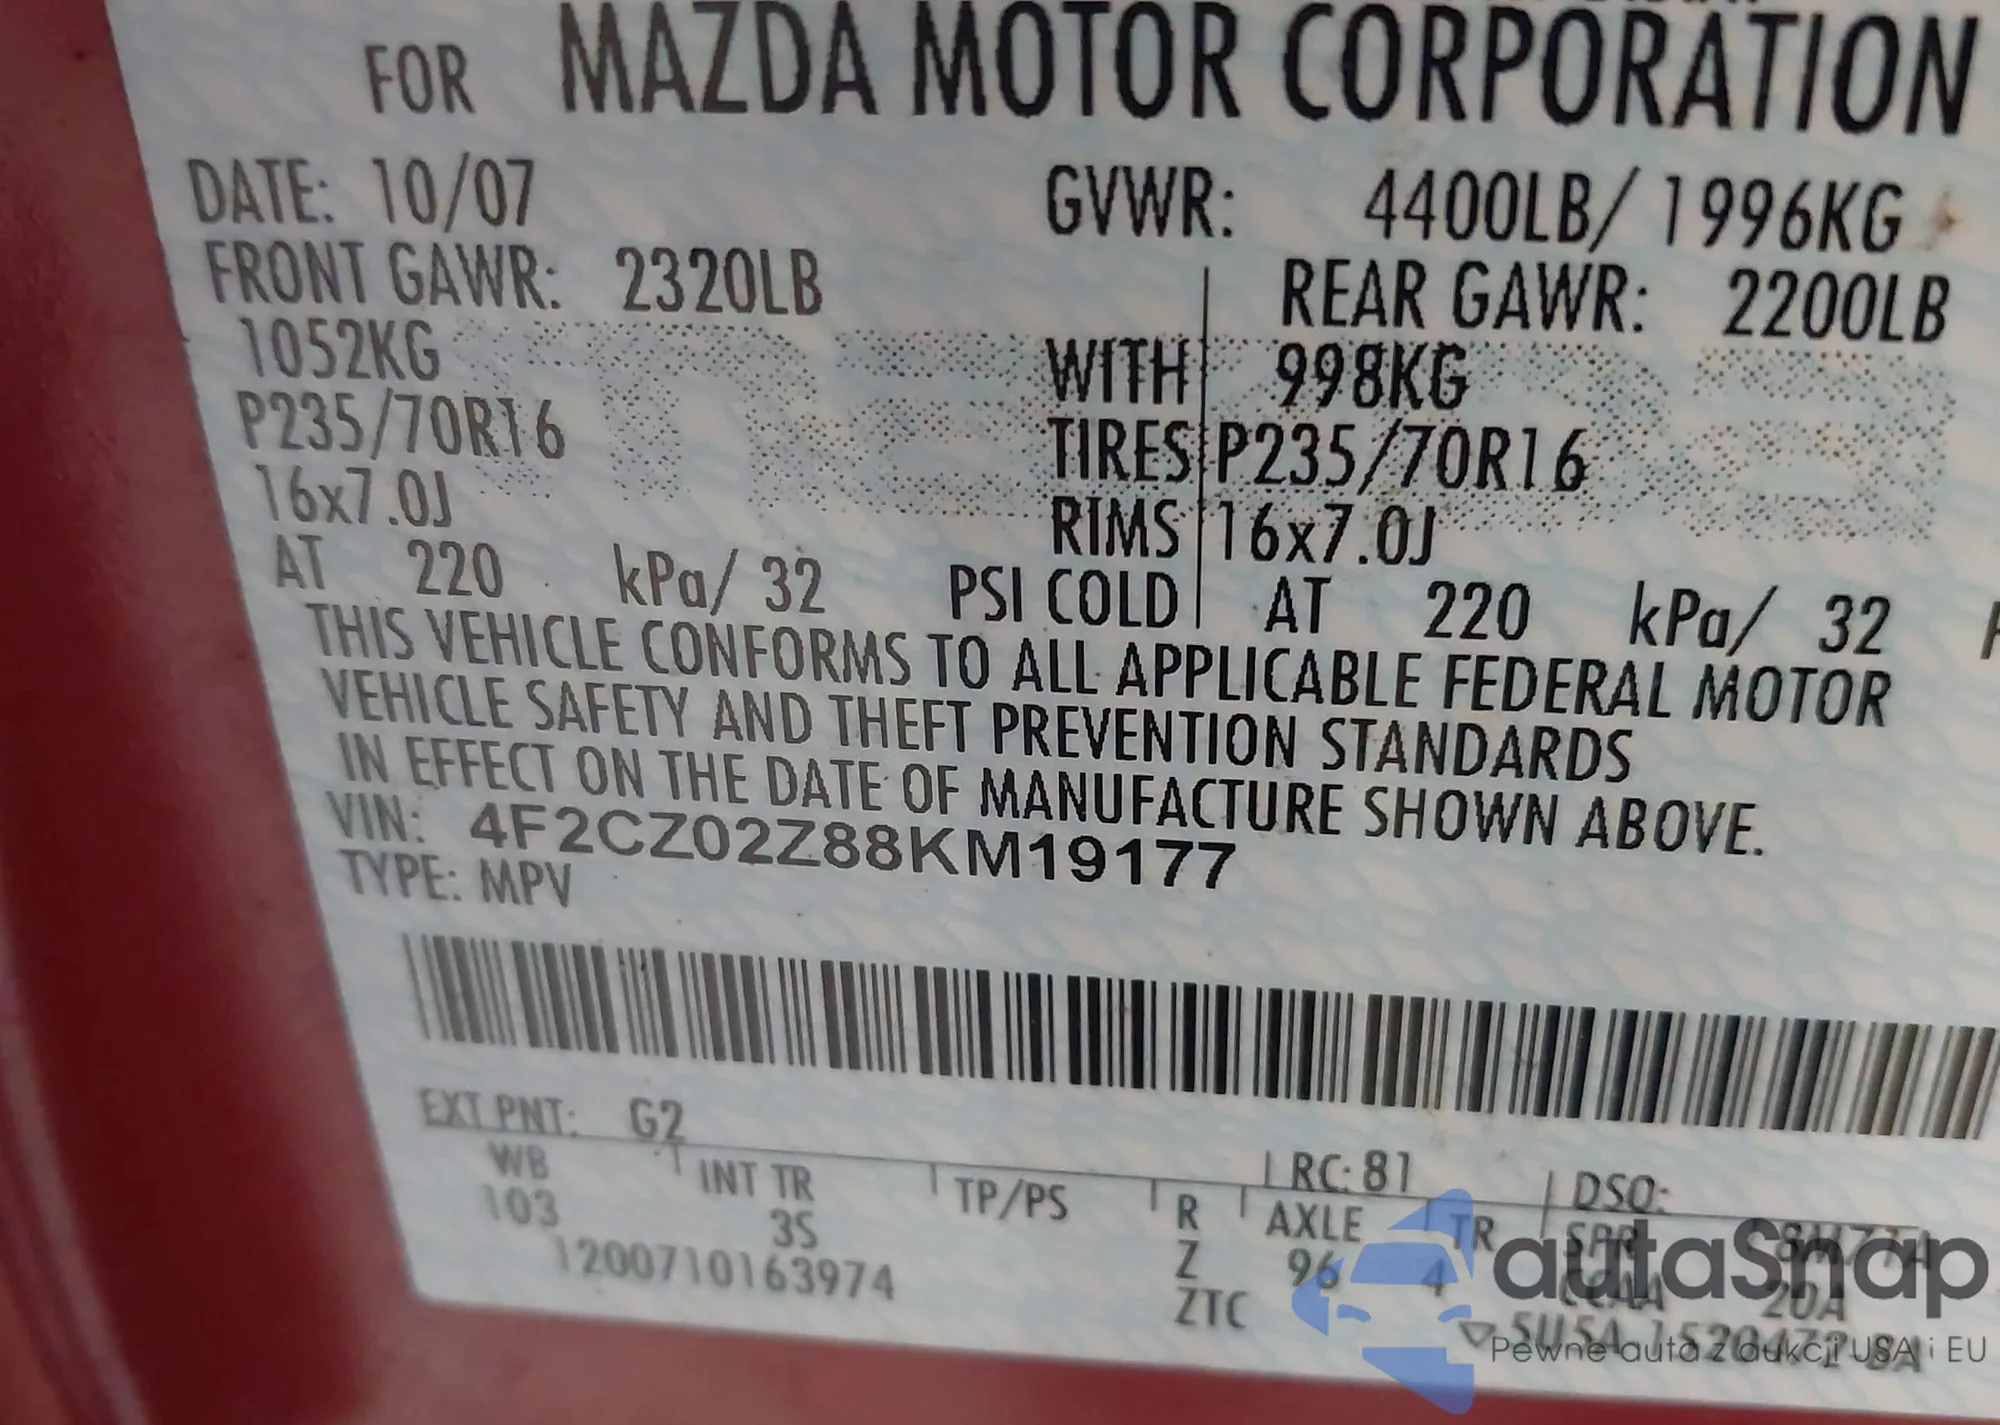 FOR MAZDA MOTOR CORPORATION
DATE: 10/07 GVWR: 4400LB/ 1996KG
FRONT GAWR: 2320LB REAR GAWR: 2200LB
1052KG WITH 998KG
P235/70R16 TIRES P235/70R16
16x7.0J RIMS 16x7.0J
AT 220 kPa/ 32 PSI COLD AT 220 kPa/ 32
THIS VEHICLE CONFORMS TO ALL APPLICABLE FEDERAL MOTOR
VEHICLE SAFETY AND THEFT PREVENTION STANDARDS
IN EFFECT ON THE DATE OF MANUFACTURE SHOWN ABOVE.
VIN: 4F2CZ02Z88KM19177
TYPE: MPV
EXT PNT: G2 RC: 81 DSO:
WB INT TR TP/PS R AXLE TR SPR
103 3S Z 96 4
1200710163974 ZTC 20A
autoSnap
Pewne auta z aukcji USA i EU